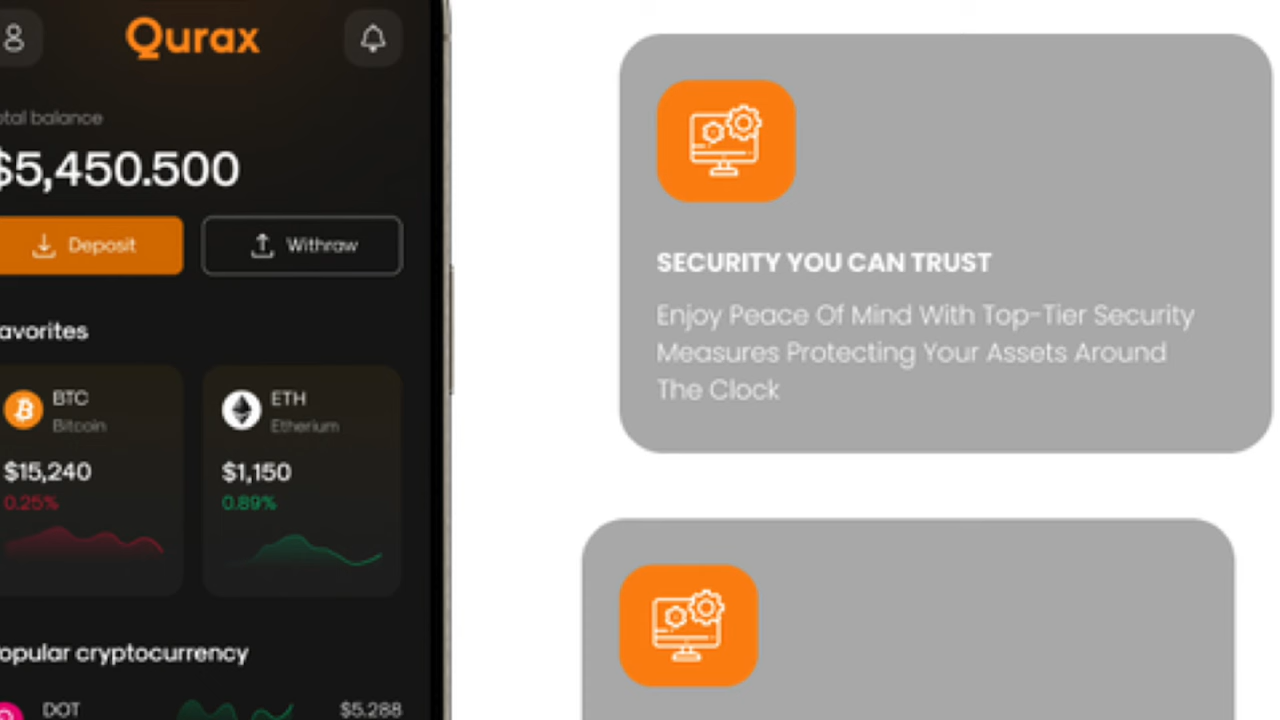 Qurax
otal balance
$5,450.500
Deposit
Withraw
avorites
BTC
Bitcoin
$15,240
0.25%
ETH
Etherium
$1,150
0.89%
opular cryptocurrency
DOT
$5.288
SECURITY YOU CAN TRUST
Enjoy Peace Of Mind With Top-Tier Security
Measures Protecting Your Assets Around
The Clock